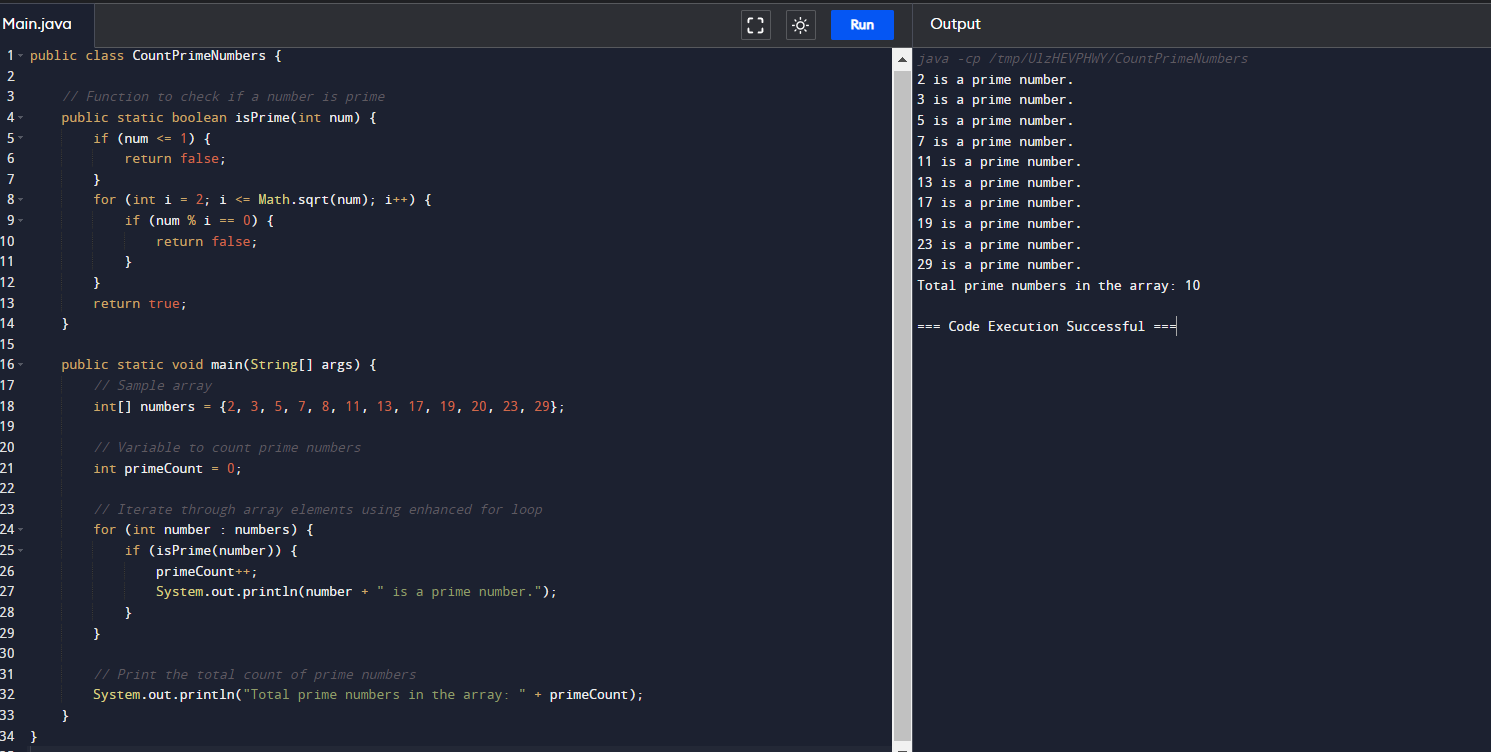 Main.java
Run
Output
1 public class CountPrimeNumbers {
2
3     // Function to check if a number is prime
4     public static boolean isPrime(int num) {
5         if (num <= 1) {
6             return false;
7         }
8         for (int i = 2; i <= Math.sqrt(num); i++) {
9             if (num % i == 0) {
10                 return false;
11             }
12         }
13         return true;
14     }
15
16     public static void main(String[] args) {
17         // Sample array
18         int[] numbers = {2, 3, 5, 7, 8, 11, 13, 17, 19, 20, 23, 29};
19
20         // Variable to count prime numbers
21         int primeCount = 0;
22
23         // Iterate through array elements using enhanced for loop
24         for (int number : numbers) {
25             if (isPrime(number)) {
26                 primeCount++;
27                 System.out.println(number + " is a prime number.");
28             }
29         }
30
31         // Print the total count of prime numbers
32         System.out.println("Total prime numbers in the array: " + primeCount);
33     }
34 }
java -cp /tmp/UlzHEVPHWY/CountPrimeNumbers
2 is a prime number.
3 is a prime number.
5 is a prime number.
7 is a prime number.
11 is a prime number.
13 is a prime number.
17 is a prime number.
19 is a prime number.
23 is a prime number.
29 is a prime number.
Total prime numbers in the array: 10
=== Code Execution Successful ===